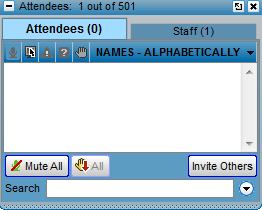 Attendees: 1 out of 501
Attendees (0) Staff (1)
NAMES - ALPHABETICALLY
Mute All All Invite Others
Search